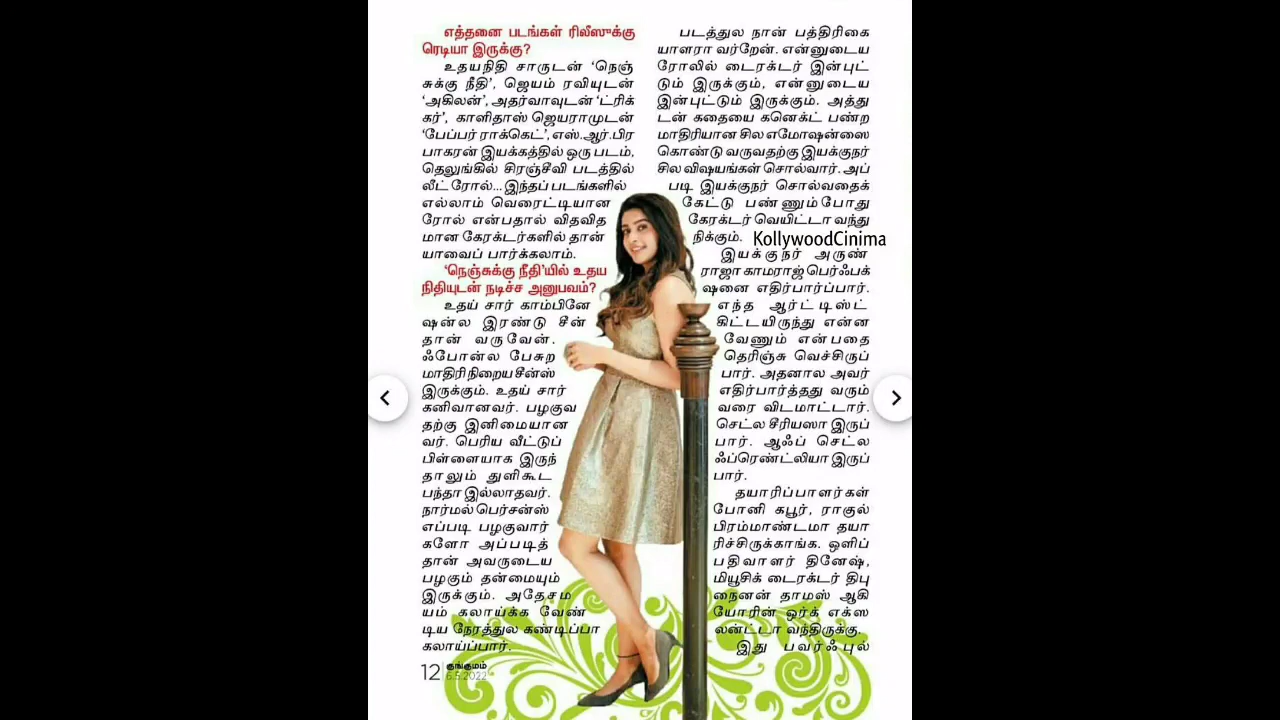 எத்தனை படங்கள் ரிலீஸுக்கு
ரெடியா இருக்கு?
உதயநிதி சாருடன் ‘நெஞ்
சுக்கு நீதி’, ஜெயம் ரவியுடன்
‘அகிலன்’, அதர்வாவுடன் ‘ட்ரிக்
கர்’, காளிதாஸ் ஜெயராமுடன்
‘பேப்பர் ராக்கெட்’, எஸ்.ஆர்.பிர
பாகரன் இயக்கத்தில் ஒரு படம்,
தெலுங்கில் சிரஞ்சீவி படத்தில்
லீட் ரோல்... இந்தப் படங்களில்
எல்லாம் வெரைட்டியான
ரோல் என்பதால் விதவித
மான கேரக்டர்களில் தான்
யாவைப் பார்க்கலாம்.
‘நெஞ்சுக்கு நீதி’யில் உதய
நிதியுடன் நடிச்ச அனுபவம்?
உதய் சார் காம்பினே
ஷன்ல இரண்டு சீன்
தான் வருவேன்.
ஃபோன்ல பேசுற
மாதிரி நிறைய சீன்ஸ்
இருக்கும். உதய் சார்
கனிவானவர். பழகுவ
தற்கு இனிமையான
வர். பெரிய வீட்டுப்
பிள்ளையாக இருந்
தாலும் துளிகூட
பந்தா இல்லாதவர்.
நார்மல் பெர்சன்ஸ்
எப்படி பழகுவார்
களோ அப்படித்
தான் அவருடைய
பழகும் தன்மையும்
இருக்கும். அதேசம
யம் கலாய்க்க வேண்
டிய நேரத்துல கண்டிப்பா
கலாய்ப்பார்.
12 குங்குமம்
6.5.2022
படத்துல நான் பத்திரிகை
யாளரா வர்றேன். என்னுடைய
ரோலில் டைரக்டர் இன்புட்
டும் இருக்கும், என்னுடைய
இன்புட்டும் இருக்கும். அத்து
டன் கதையை கனெக்ட் பண்ற
மாதிரியான சில எமோஷன்ஸை
கொண்டு வருவதற்கு இயக்குநர்
சில விஷயங்கள் சொல்வார். அப்
படி இயக்குநர் சொல்வதைக்
கேட்டு பண்ணும்போது
கேரக்டர் வெயிட்டா வந்து
நிக்கும்.
KollywoodCinima
இயக்குநர் அருண்
ராஜா காமராஜ் பெர்ஃபக்
ஷனை எதிர்பார்ப்பார்.
எந்த ஆர்ட்டிஸ்ட்
கிட்டயிருந்து என்ன
வேணும் என்பதை
தெரிஞ்சு வெச்சிருப்
பார். அதனால அவர்
எதிர்பார்த்தது வரும்
வரை விடமாட்டார்.
செட்ல சீரியஸா இருப்
பார். ஆஃப் செட்ல
ஃப்ரெண்ட்லியா இருப்
பார்.
தயாரிப்பாளர்கள்
போனி கபூர், ராகுல்
பிரம்மாண்டமா தயா
ரிச்சிருக்காங்க. ஒளிப்
பதிவாளர் தினேஷ்,
மியூசிக் டைரக்டர் திபு
நைனன் தாமஸ் ஆகி
யோரின் ஒர்க் எக்ஸ
லன்ட்டா வந்திருக்கு.
இது பவர்ஃபுல்